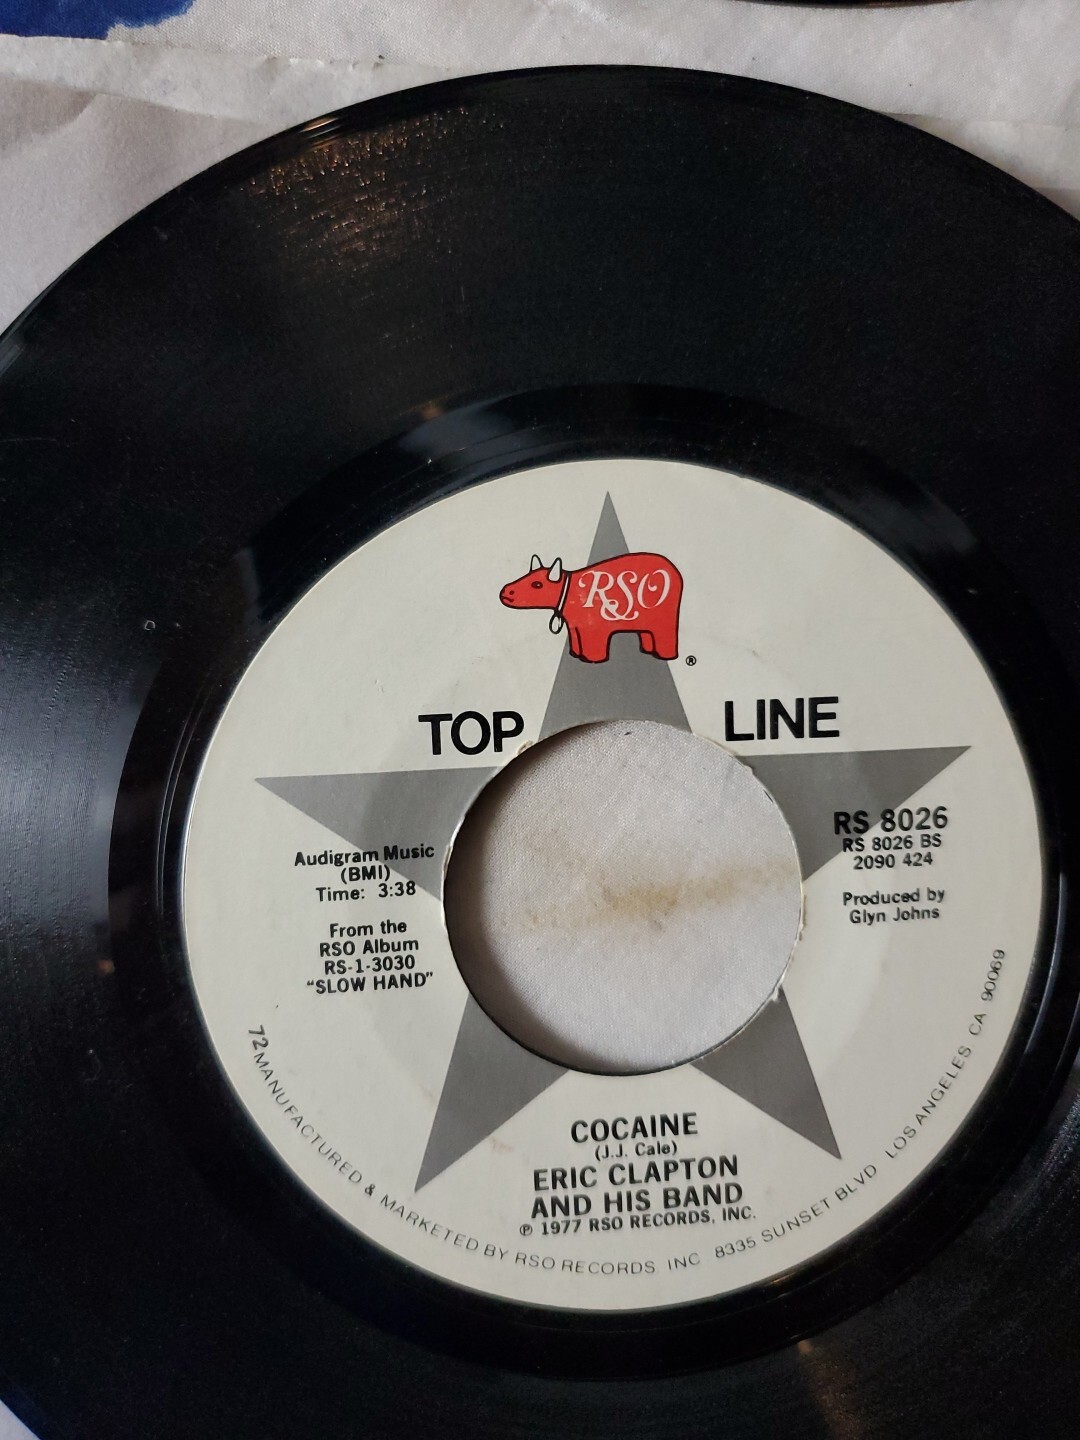 RSO
®
TOP LINE
RS 8026
RS 8026 BS
2090 424
Produced by
Glyn Johns
Audigram Music
(BMI)
Time: 3:38
From the
RSO Album
RS-1-3030
"SLOW HAND"
COCAINE
(J.J. Cale)
ERIC CLAPTON
AND HIS BAND
℗ 1977 RSO RECORDS, INC.
72 MANUFACTURED & MARKETED BY RSO RECORDS INC 8335 SUNSET BLVD LOS ANGELES CA 90069